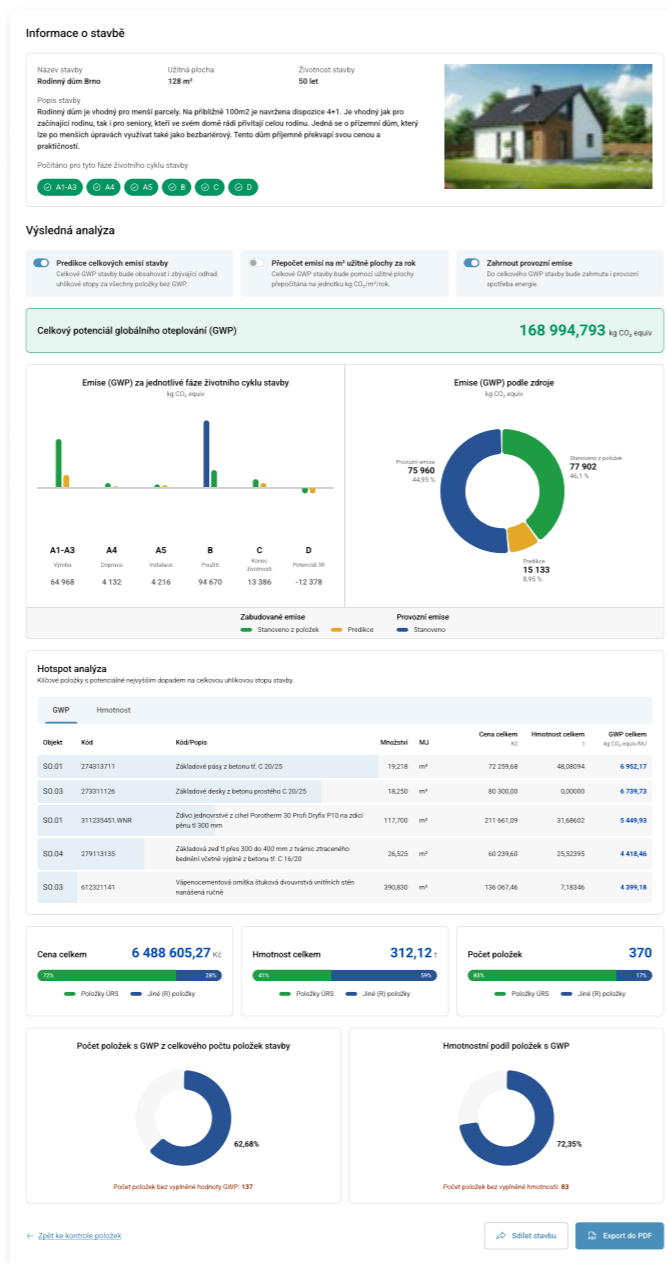 Informace o stavbě
Název stavby
Užitná plocha
Životnost stavby
Rodinný dům Brno
128 m²
50 let
Popis stavby
Rodinný dům je vhodný pro menší parcely. Na přibližně 100m2 je navržena dispozice 4+1. Je vhodný jak pro
začínající rodinu, tak i pro seniory, kteří ve svém domě rádi přivítají celou rodinu. Jedná se o přízemní dům, který
lze po menších úpravách využívat také jako bezbariérový. Tento dům příjemně překvapí svou cenou a
praktičností.
Počítáno pro tyto fáze životního cyklu stavby
A1-A3
A4
A5
B
C
D
Výsledná analýza
Predikce celkových emisí stavby
Celkové GWP stavby bude obsahovat i zbývající odhad
uhlíkové stopy za všechny položky bez GWP.
Přepočet emisí na m² užitné plochy za rok
Celkové GWP stavby bude pomocí užitné plochy
přepočítána na jednotku kg CO₂/m²/rok.
Zahrnout provozní emise
Do celkového GWP stavby bude zahrnuta i provozní
spotřeba energie.
Celkový potenciál globálního oteplování (GWP)
168 994,793 kg CO₂ equiv
Emise (GWP) za jednotlivé fáze životního cyklu stavby
kg CO₂ equiv
A1-A3
A4
A5
B
C
D
Výroba
Doprava
Instalace
Použití
Konec
životnosti
Potenciál 3R
64 968
4 132
4 216
94 670
13 386
-12 378
Emise (GWP) podle zdroje
kg CO₂ equiv
Provozní emise
75 960
44,95 %
Stanoveno z položek
77 902
46,1 %
Predikce
15 133
8,95 %
Zabudované emise
Stanoveno z položek
Predikce
Provozní emise
Stanoveno
Hotspot analýza
Klíčové položky s potenciálně nejvyšším dopadem na celkovou uhlíkovou stopu stavby.
GWP
Hmotnost
Objekt Kód Kód/Popis Množství MJ Cena celkem Hmotnost celkem GWP celkem
Kč t kg CO₂ equiv/MJ
SO.01 274313711 Základové pásy z betonu tř. C 20/25 19,218 m³ 72 259,68 48,08094 6 952,17
SO.03 273311126 Základové desky z betonu prostého C 20/25 18,250 m³ 80 300,00 0,00000 6 739,73
SO.01 311235451.WNR Zdivo jednovrstvé z cihel Porotherm 30 Profi Dryfix P10 na zdicí
pěnu tl 300 mm 117,700 m² 211 661,09 31,68602 5 449,93
SO.04 279113135 Základová zeď tl přes 300 do 400 mm z tvárnic ztraceného
bednění včetně výplně z betonu tř. C 16/20 26,525 m² 60 239,60 25,52395 4 418,46
SO.03 612321141 Vápenocementová omítka štuková dvouvrstvá vnitřních stěn
nanášená ručně 390,830 m² 136 067,46 7,18346 4 399,18
Cena celkem
6 488 605,27 Kč
72%
28%
Položky ÚRS
Jiné (R) položky
Hmotnost celkem
312,12 t
41%
59%
Položky ÚRS
Jiné (R) položky
Počet položek
370
83%
17%
Položky ÚRS
Jiné (R) položky
Počet položek s GWP z celkového počtu položek stavby
62,68%
Počet položek bez vyplněné hodnoty GWP: 137
Hmotnostní podíl položek s GWP
72,35%
Počet položek bez vyplněné hmotnosti: 83
← Zpět ke kontrole položek
Sdílet stavbu
Export do PDF